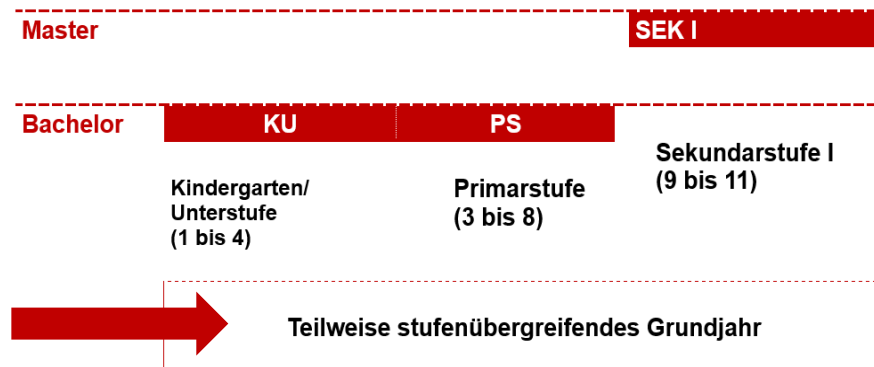 Master
SEK I
Bachelor
KU
PS
Kindergarten/
Unterstufe
(1 bis 4)
Primarstufe
(3 bis 8)
Sekundarstufe I
(9 bis 11)
Teilweise stufenübergreifendes Grundjahr